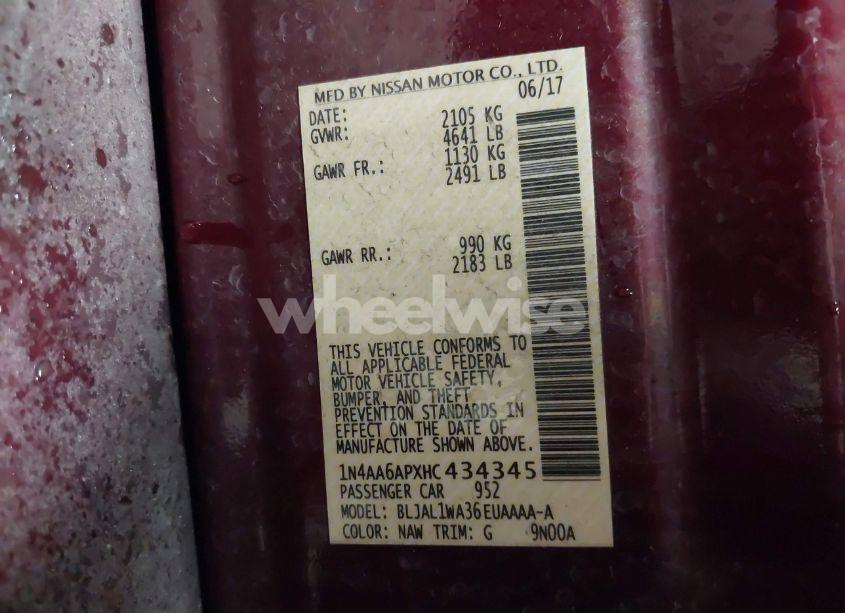 MFD BY NISSAN MOTOR CO., LTD.
DATE: 06/17
GVWR: 2105 KG
4641 LB
GAWR FR.: 1130 KG
2491 LB
GAWR RR.: 990 KG
2183 LB
wheelwise
THIS VEHICLE CONFORMS TO
ALL APPLICABLE FEDERAL
MOTOR VEHICLE SAFETY,
BUMPER, AND THEFT
PREVENTION STANDARDS IN
EFFECT ON THE DATE OF
MANUFACTURE SHOWN ABOVE.
1N4AA6APXHC434345
PASSENGER CAR 952
MODEL: BLJAL1WA36EUAAAA-A
COLOR: NAW TRIM: G 9N00A